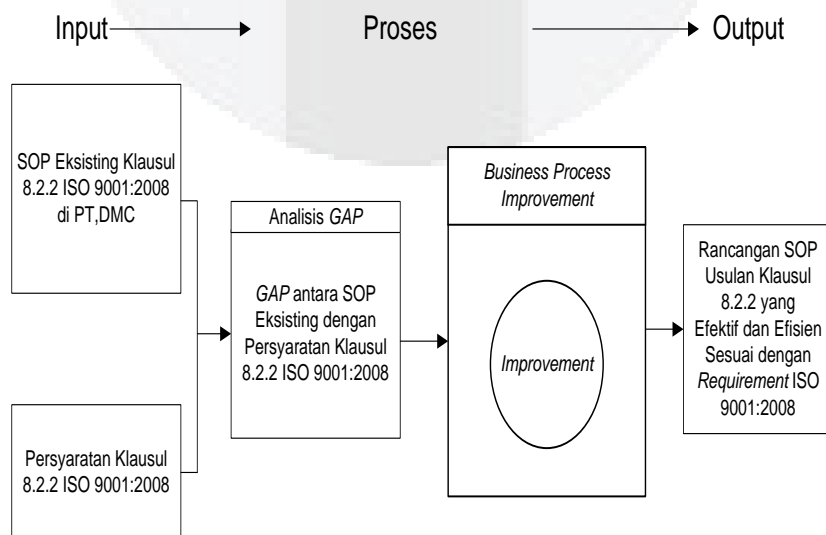 Input
Proses
Output
SOP Eksisting Klausul
8.2.2 ISO 9001:2008
di PT,DMC
Persyaratan Klausul
8.2.2 ISO 9001:2008
Analisis GAP
GAP antara SOP
Eksisting dengan
Persyaratan Klausul
8.2.2 ISO 9001:2008
Business Process
Improvement
Improvement
Rancangan SOP
Usulan Klausul
8.2.2 yang
Efektif dan Efisien
Sesuai dengan
Requirement ISO
9001:2008